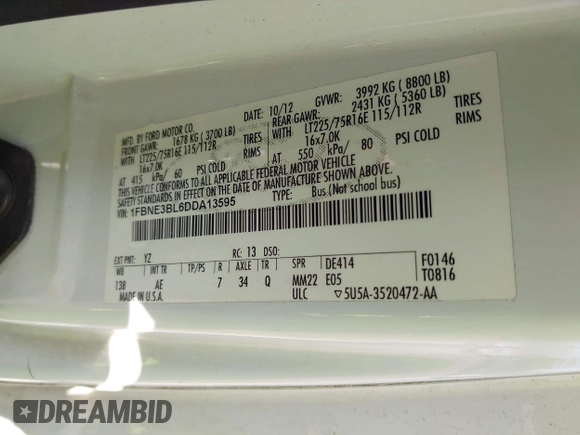 MFD. BY FORD MOTOR CO.
DATE: 10/12 GVWR: 3992 KG ( 8800 LB)
FRONT GAWR: 1678 KG ( 3700 LB) REAR GAWR: 2431 KG ( 5360 LB)
WITH LT225/75R16E 115/112R TIRES WITH LT225/75R16E 115/112R TIRES
16x7.0K RIMS 16x7.0K RIMS
AT 415 kPa/ 60 PSI COLD AT 550 kPa/ 80 PSI COLD
THIS VEHICLE CONFORMS TO ALL APPLICABLE FEDERAL MOTOR VEHICLE
SAFETY STANDARDS IN EFFECT ON THE DATE OF MANUFACTURE SHOWN ABOVE.
1FBNE3BL6DDA13595 TYPE: Bus (Not school bus)
EXT PNT: YZ RC: 13 DSO:
WB INT TR TP/PS R AXLE TR SPR DE414 F0146
138 AE 7 34 Q MM22 E05 T0816
MADE IN U.S.A. ULC ▽5U5A-3520472-AA
DREAMBID